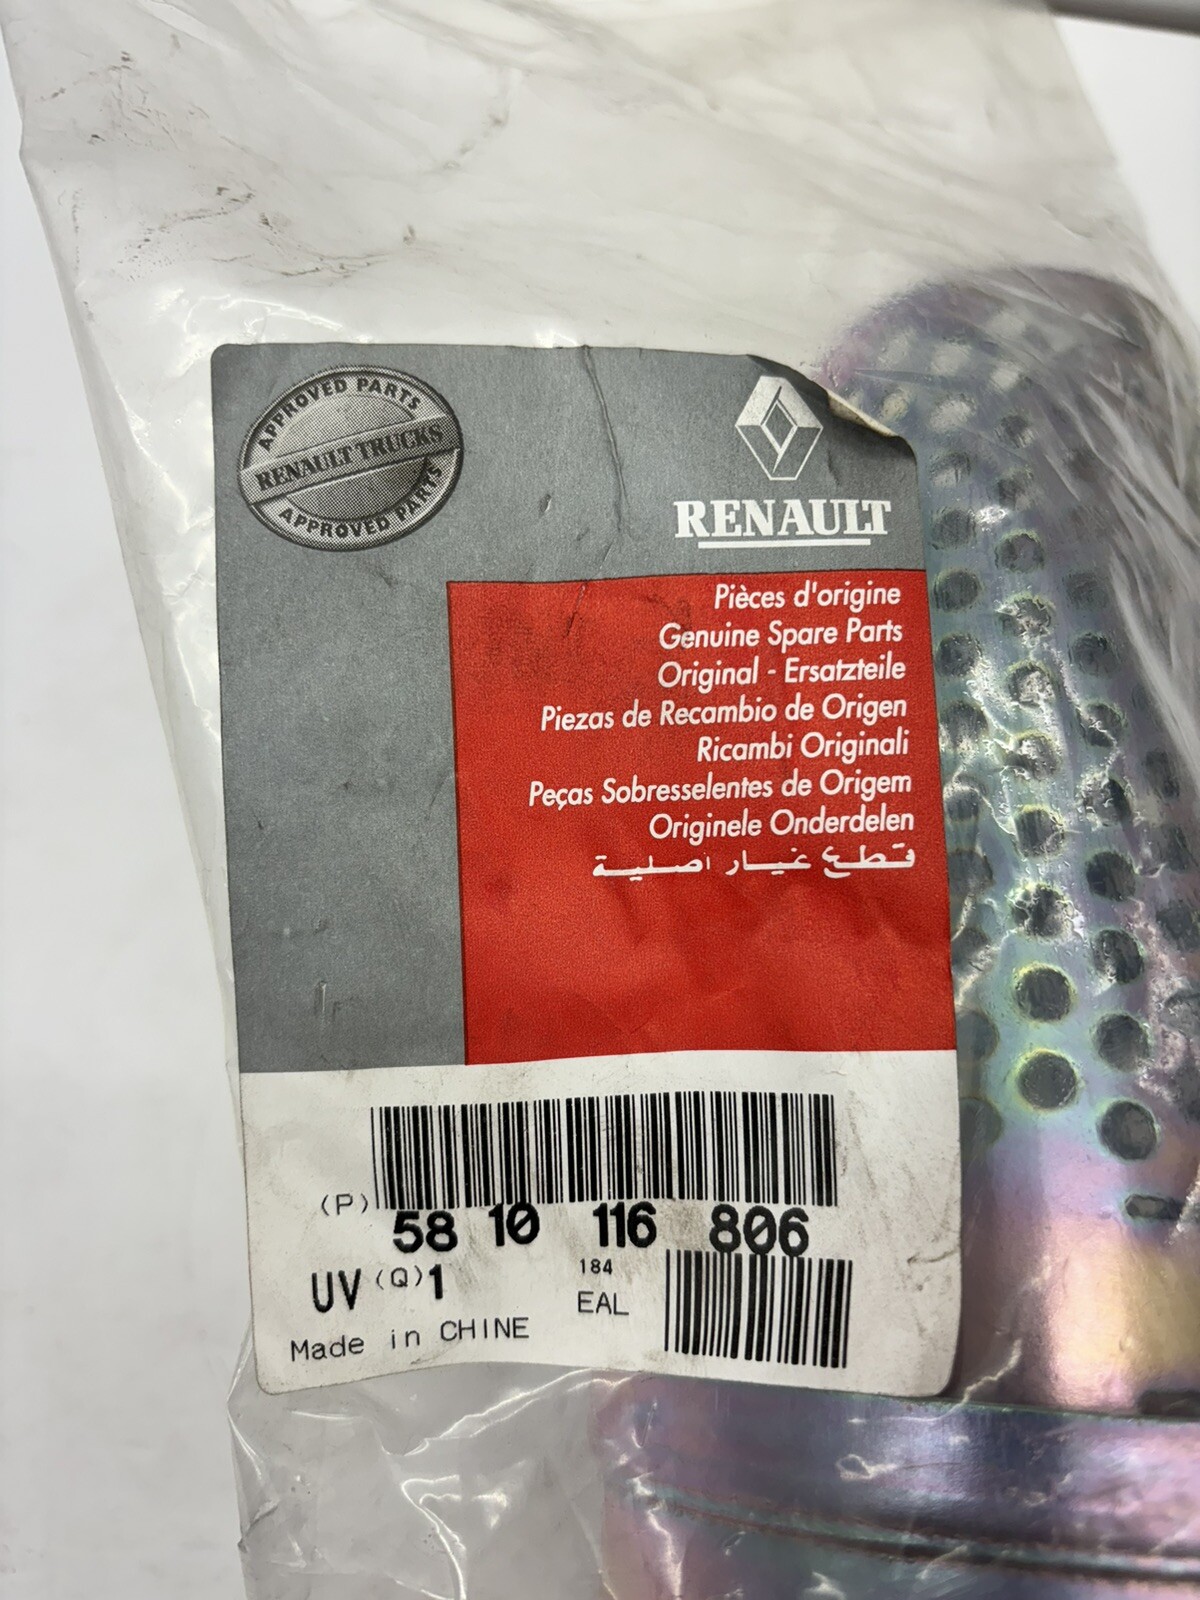 APPROVED PARTS
RENAULT TRUCKS
APPROVED PARTS
RENAULT
Pièces d'origine
Genuine Spare Parts
Original - Ersatzteile
Piezas de Recambio de Origen
Ricambi Originali
Peças Sobresselentes de Origem
Originele Onderdelen
قطع غيار اصلية
(P) 58 10 116 806
UV (Q) 1 184
EAL
Made in CHINE